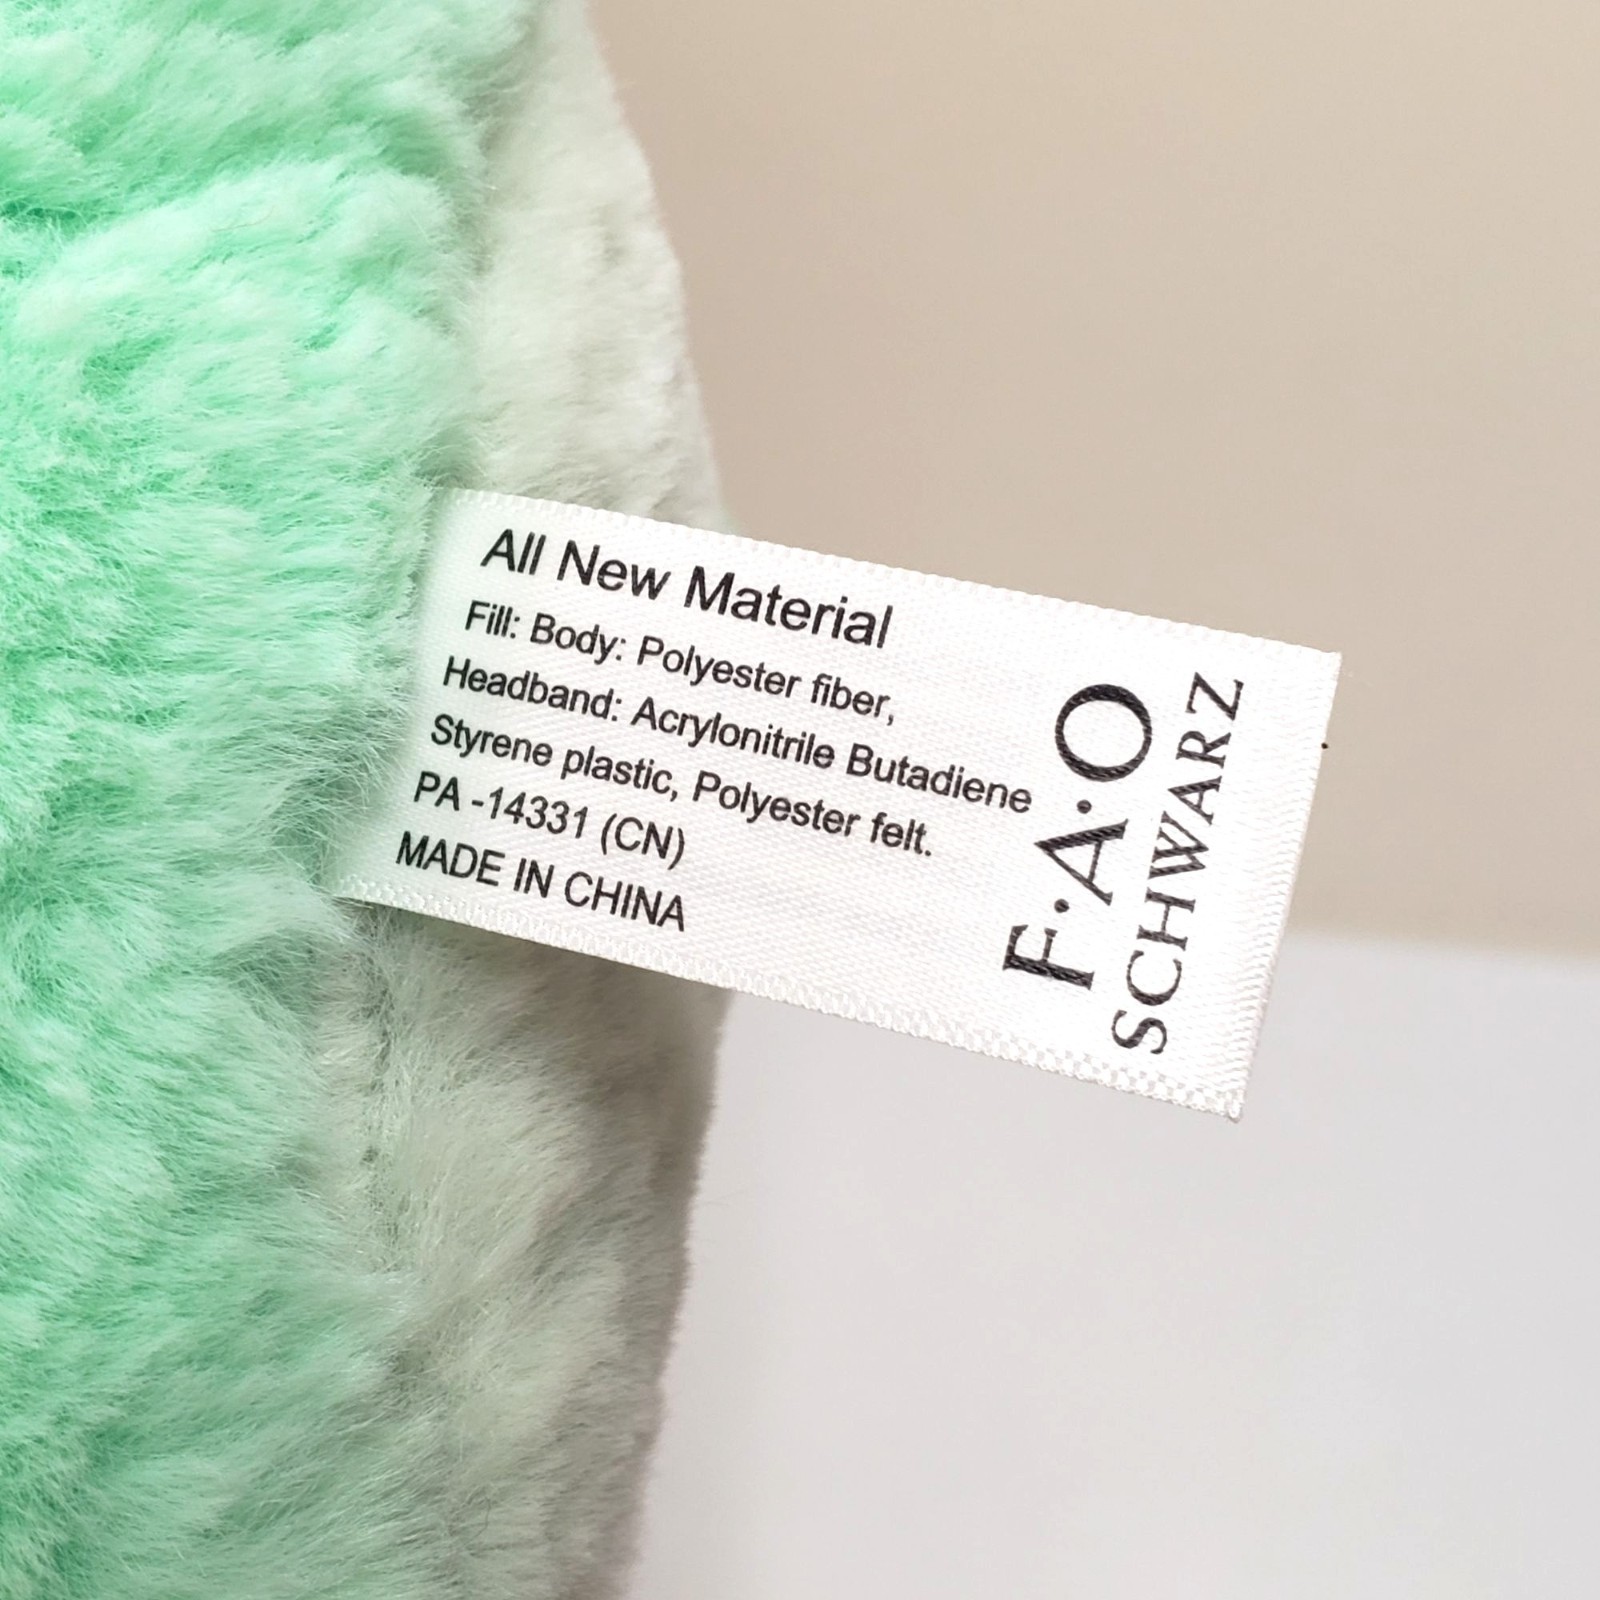 All New Material
Fill: Body: Polyester fiber,
Headband: Acrylonitrile Butadiene
Styrene plastic, Polyester felt.
PA -14331 (CN)
MADE IN CHINA
F·A·O
SCHWARZ